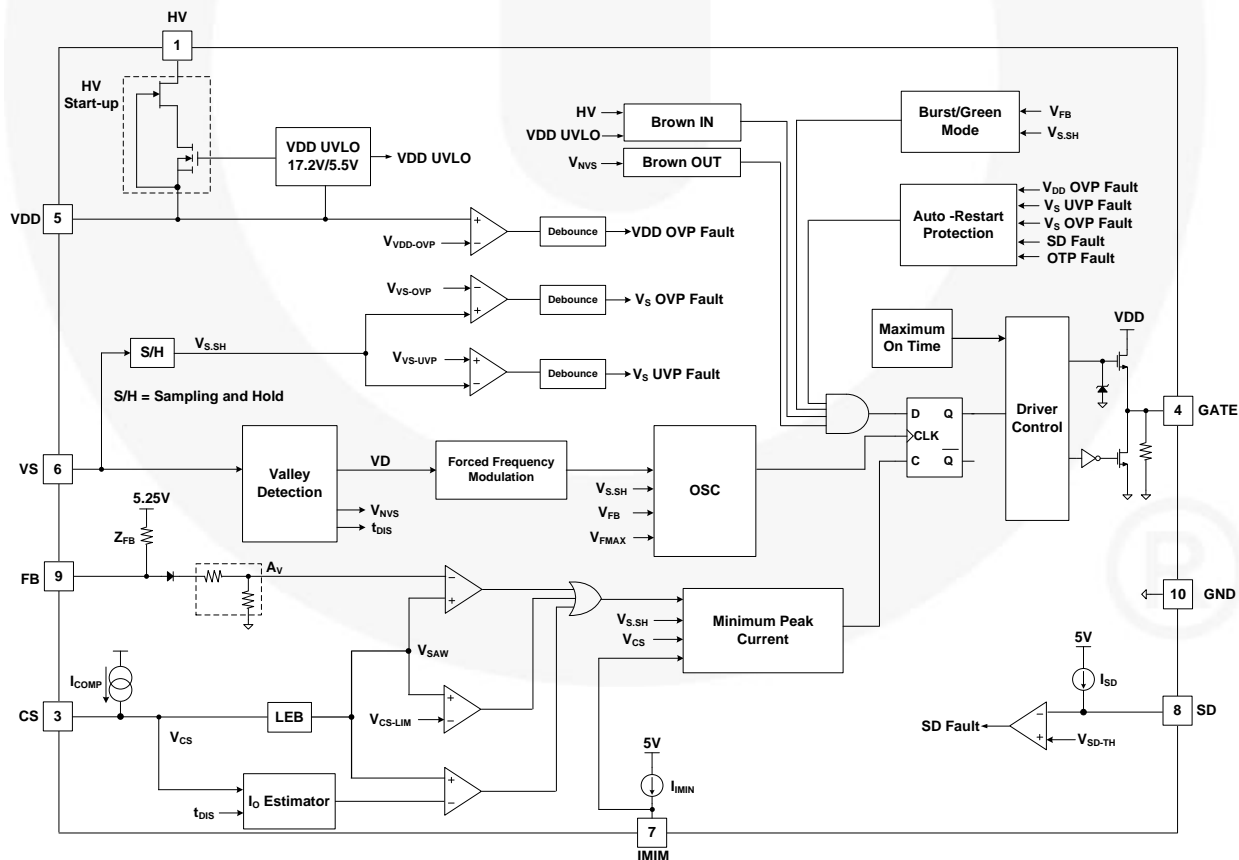 HV
1
HV
Start-up
VDD UVLO
17.2V/5.5V
VDD UVLO
HV
VDD UVLO
Brown IN
VNVS
Brown OUT
Burst/Green
Mode
VFB
VS.SH
VDD
5
VVDD-OVP
+
−
Debounce
VDD OVP Fault
Auto -Restart
Protection
VDD OVP Fault
VS UVP Fault
VS OVP Fault
SD Fault
OTP Fault
VVS-OVP
−
+
Debounce
VS OVP Fault
S/H
VS.SH
VVS-UVP
+
−
Debounce
VS UVP Fault
S/H = Sampling and Hold
Maximum
On Time
VDD
Driver
Control
4
GATE
D
Q
CLK
C
Q
VS
6
Valley
Detection
VD
VNVS
tDIS
Forced Frequency
Modulation
VS.SH
VFB
VFMAX
OSC
5.25V
ZFB
FB
9
AV
−
+
VSAW
VS.SH
VCS
Minimum Peak
Current
10
GND
R
ICOMP
CS
3
VCS
LEB
VCS-LIM
+
−
5V
ISD
8
SD
SD Fault
−
+
VSD-TH
tDIS
IO Estimator
+
−
5V
IIMIN
7
IMIM